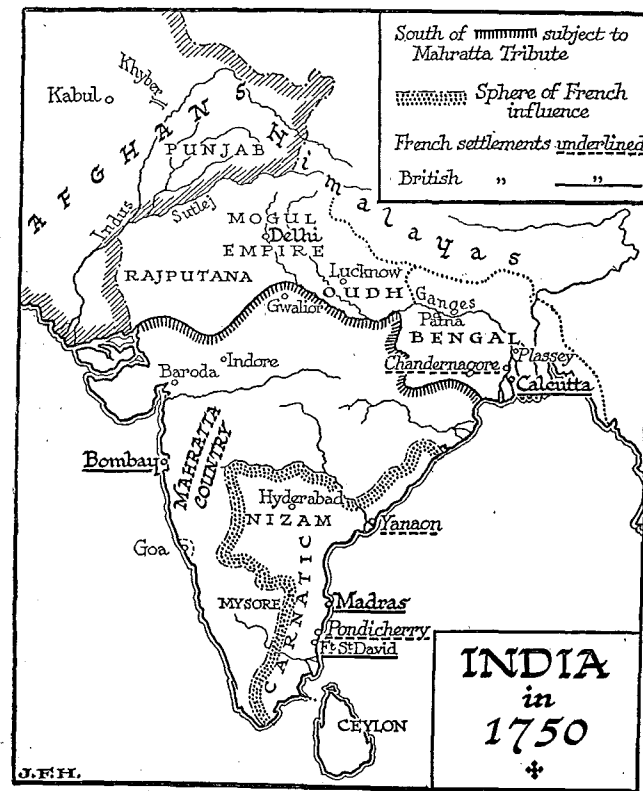 South of subject to
Mahratta Tribute
Sphere of French
influence
French settlements underlined
British " "
Kabul
Khyber
AFGHANS
PUNJAB
Himalayas
Indus
Sutlej
MOGUL
Delhi
EMPIRE
RAJPUTANA
Lucknow
OUDH
Ganges
Gwalior
Patna
BENGAL
Plassey
Chandernagore
Calcutta
Indore
Baroda
MAHRATTA
COUNTRY
Bombay
Hyderabad
NIZAM
Yanaon
Goa
CARNATIC
MYSORE
Madras
Pondicherry
Ft St David
CEYLON
INDIA
in
1750
J.F.H.